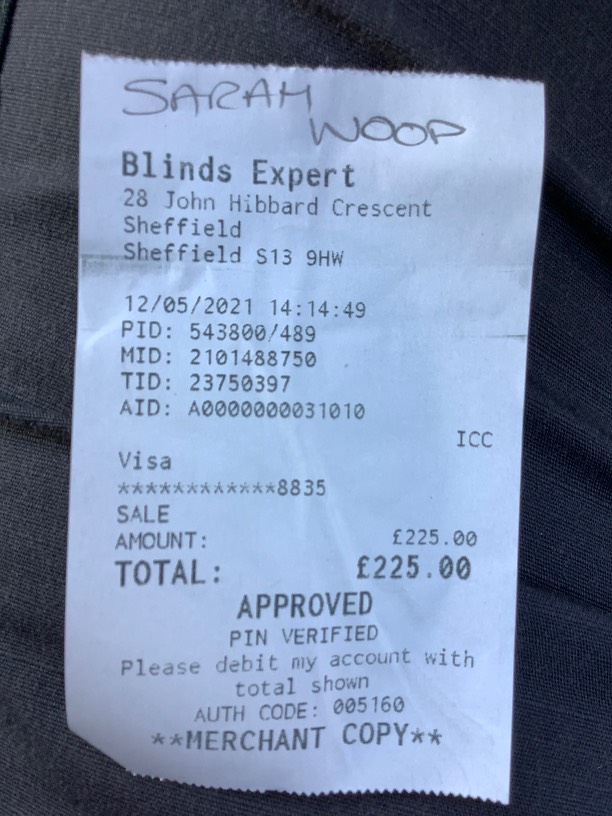 SARAH
WOOD
Blinds Expert
28 John Hibbard Crescent
Sheffield
Sheffield S13 9HW
12/05/2021 14:14:49
PID: 543800/489
MID: 2101488750
TID: 23750397
AID: A0000000031010
ICC
Visa
************8835
SALE
AMOUNT: £225.00
TOTAL: £225.00
APPROVED
PIN VERIFIED
Please debit my account with
total shown
AUTH CODE: 005160
**MERCHANT COPY**